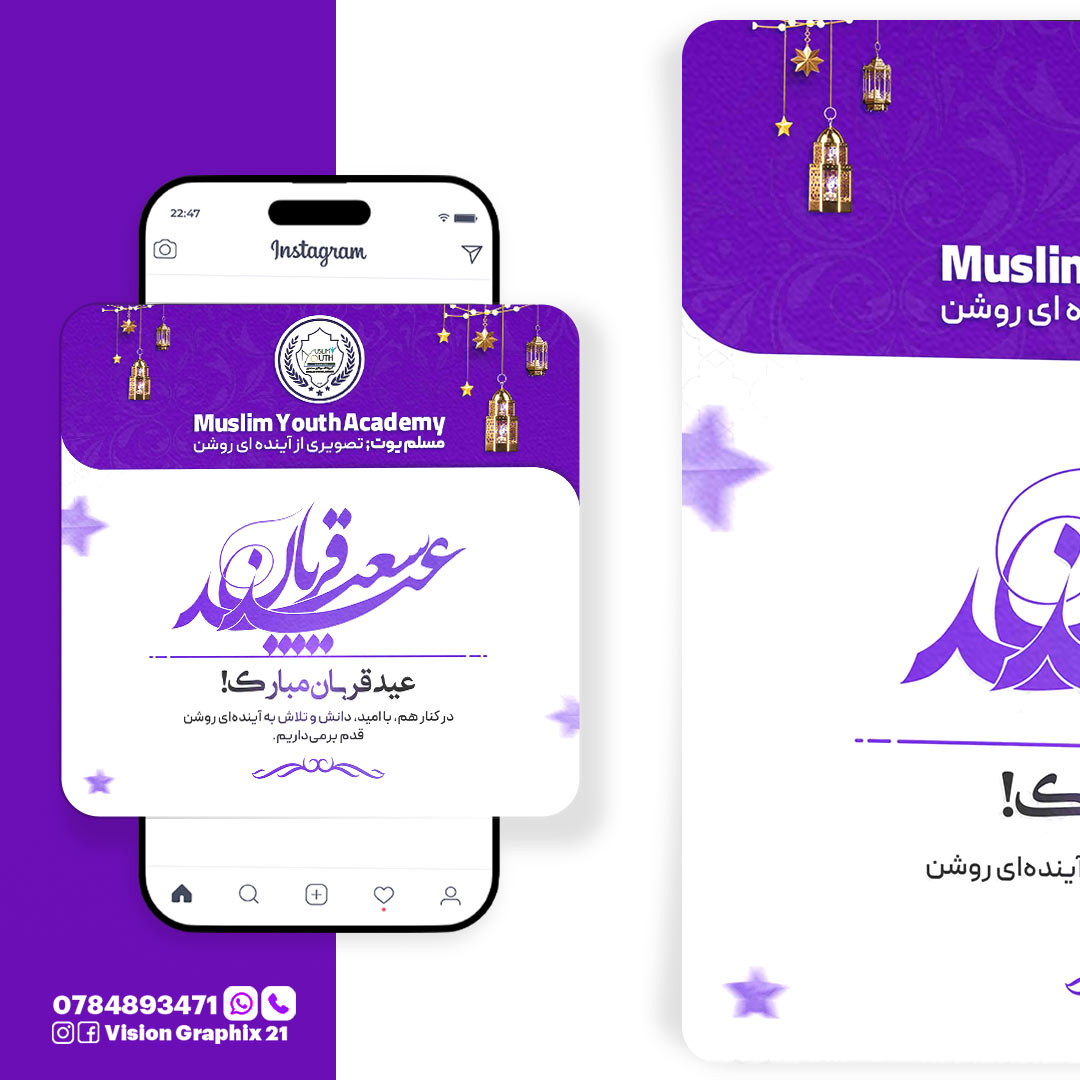 22:47
Instagram
MUSLIM
YOUTH
Muslim Youth Academy
مسلم یوت؛ تصویری از آینده ای روشن
عید سعید قربان
عید قربان مبارک!
در کنار هم، با امید، دانش و تلاش به آینده‌ای روشن
قدم برمی‌داریم.
0784893471
Vision Graphix 21
Muslim
ه ای روشن
ک!
آینده‌ای روشن